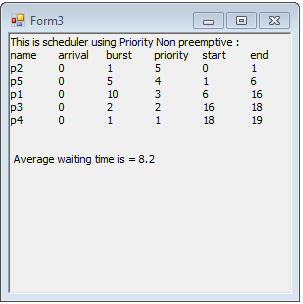 Form3
This is scheduler using Priority Non preemptive :
name arrival burst priority start end
p2 0 1 5 0 1
p5 0 5 4 1 6
p1 0 10 3 6 16
p3 0 2 2 16 18
p4 0 1 1 18 19
Average waiting time is = 8.2